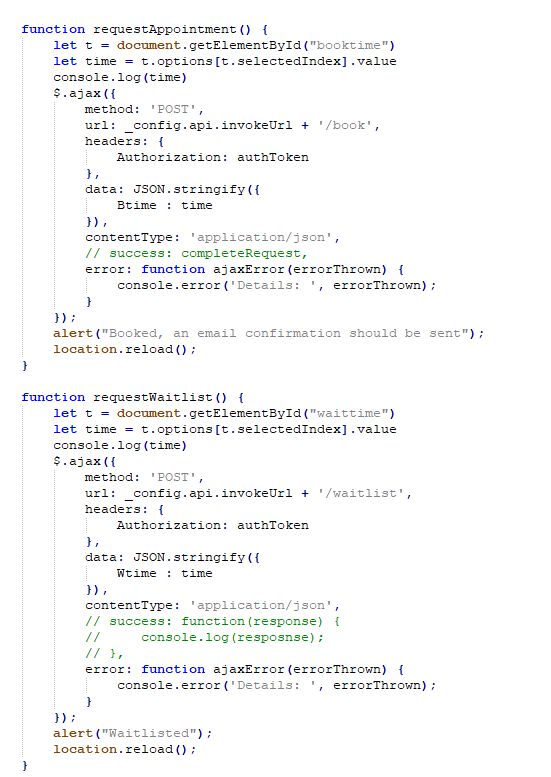 function requestAppointment() {
    let t = document.getElementById("booktime")
    let time = t.options[t.selectedIndex].value
    console.log(time)
    $.ajax({
        method: 'POST',
        url: _config.api.invokeUrl + '/book',
        headers: {
            Authorization: authToken
        },
        data: JSON.stringify({
            Btime : time
        }),
        contentType: 'application/json',
        // success: completeRequest,
        error: function ajaxError(errorThrown) {
            console.error('Details: ', errorThrown);
        }
    });
    alert("Booked, an email confirmation should be sent");
    location.reload();
}

function requestWaitlist() {
    let t = document.getElementById("waittime")
    let time = t.options[t.selectedIndex].value
    console.log(time)
    $.ajax({
        method: 'POST',
        url: _config.api.invokeUrl + '/waitlist',
        headers: {
            Authorization: authToken
        },
        data: JSON.stringify({
            Wtime : time
        }),
        contentType: 'application/json',
        // success: function(response) {
        //     console.log(resposnse);
        // },
        error: function ajaxError(errorThrown) {
            console.error('Details: ', errorThrown);
        }
    });
    alert("Waitlisted");
    location.reload();
}